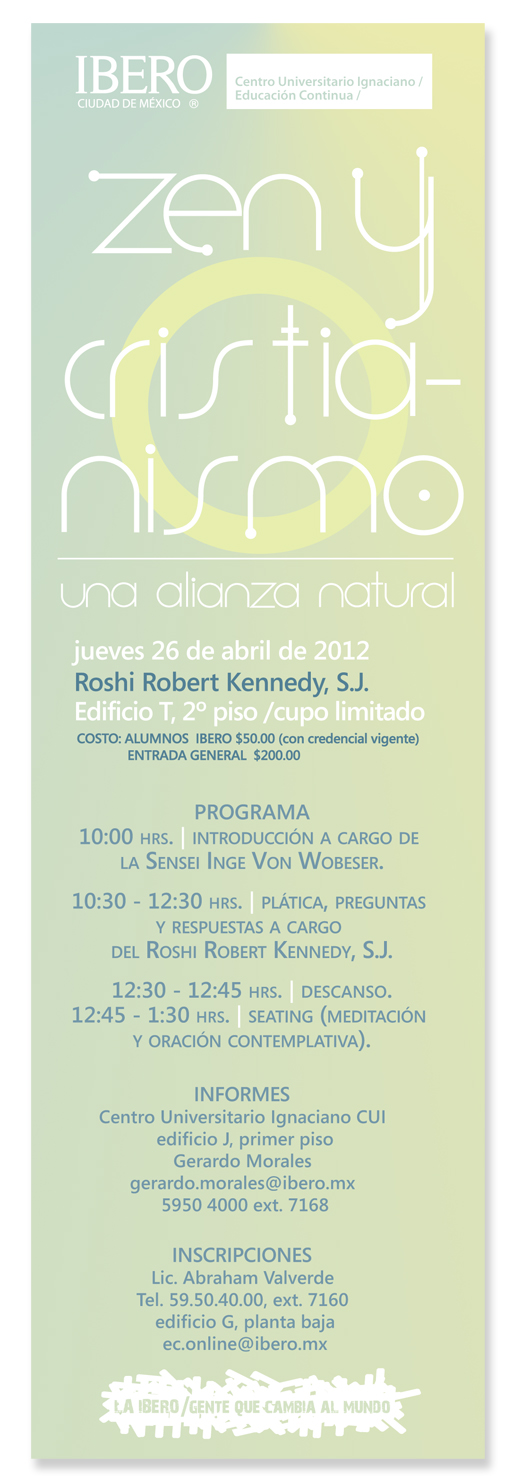 IBERO
CIUDAD DE MÉXICO ®
Centro Universitario Ignaciano /
Educación Continua /
zen y
cristia-
nismo
una alianza natural
jueves 26 de abril de 2012
Roshi Robert Kennedy, S.J.
Edificio T, 2º piso /cupo limitado
COSTO: ALUMNOS IBERO $50.00 (con credencial vigente)
ENTRADA GENERAL $200.00
PROGRAMA
10:00 HRS. | INTRODUCCIÓN A CARGO DE
LA SENSEI INGE VON WOBESER.
10:30 - 12:30 HRS. | PLÁTICA, PREGUNTAS
Y RESPUESTAS A CARGO
DEL ROSHI ROBERT KENNEDY, S.J.
12:30 - 12:45 HRS. | DESCANSO.
12:45 - 1:30 HRS. | SEATING (MEDITACIÓN
Y ORACIÓN CONTEMPLATIVA).
INFORMES
Centro Universitario Ignaciano CUI
edificio J, primer piso
Gerardo Morales
gerardo.morales@ibero.mx
5950 4000 ext. 7168
INSCRIPCIONES
Lic. Abraham Valverde
Tel. 59.50.40.00, ext. 7160
edificio G, planta baja
ec.online@ibero.mx
LA IBERO/GENTE QUE CAMBIA AL MUNDO